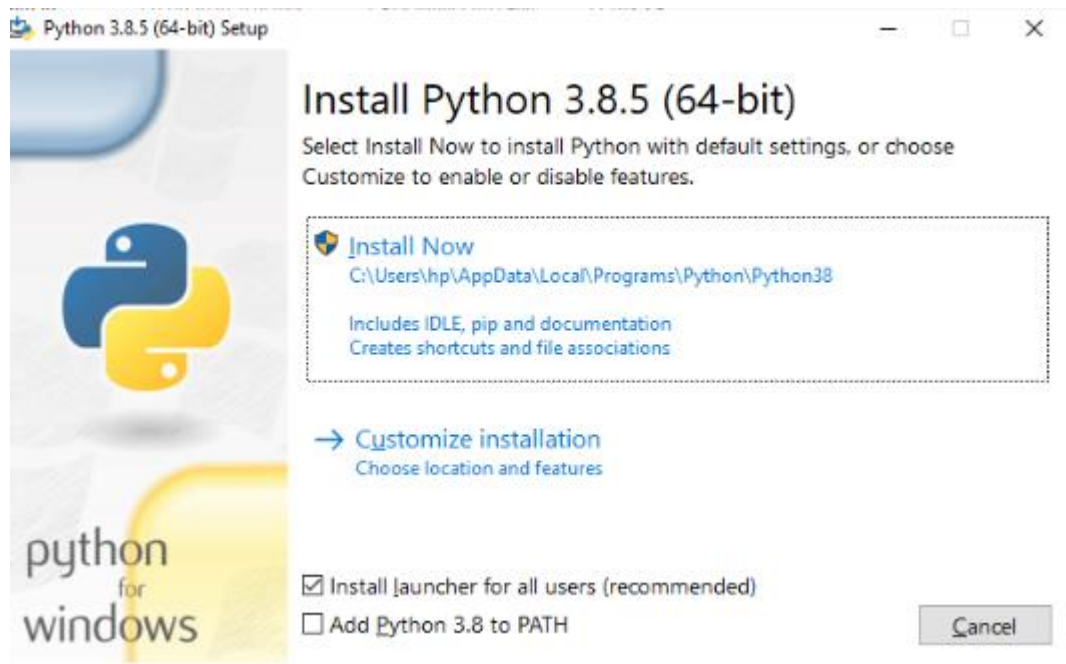 Python 3.8.5 (64-bit) Setup
Install Python 3.8.5 (64-bit)
Select Install Now to install Python with default settings, or choose
Customize to enable or disable features.
Install Now
C:\Users\hp\AppData\Local\Programs\Python\Python38
Includes IDLE, pip and documentation
Creates shortcuts and file associations
Customize installation
Choose location and features
python
for
windows
Install launcher for all users (recommended)
Add Python 3.8 to PATH
Cancel